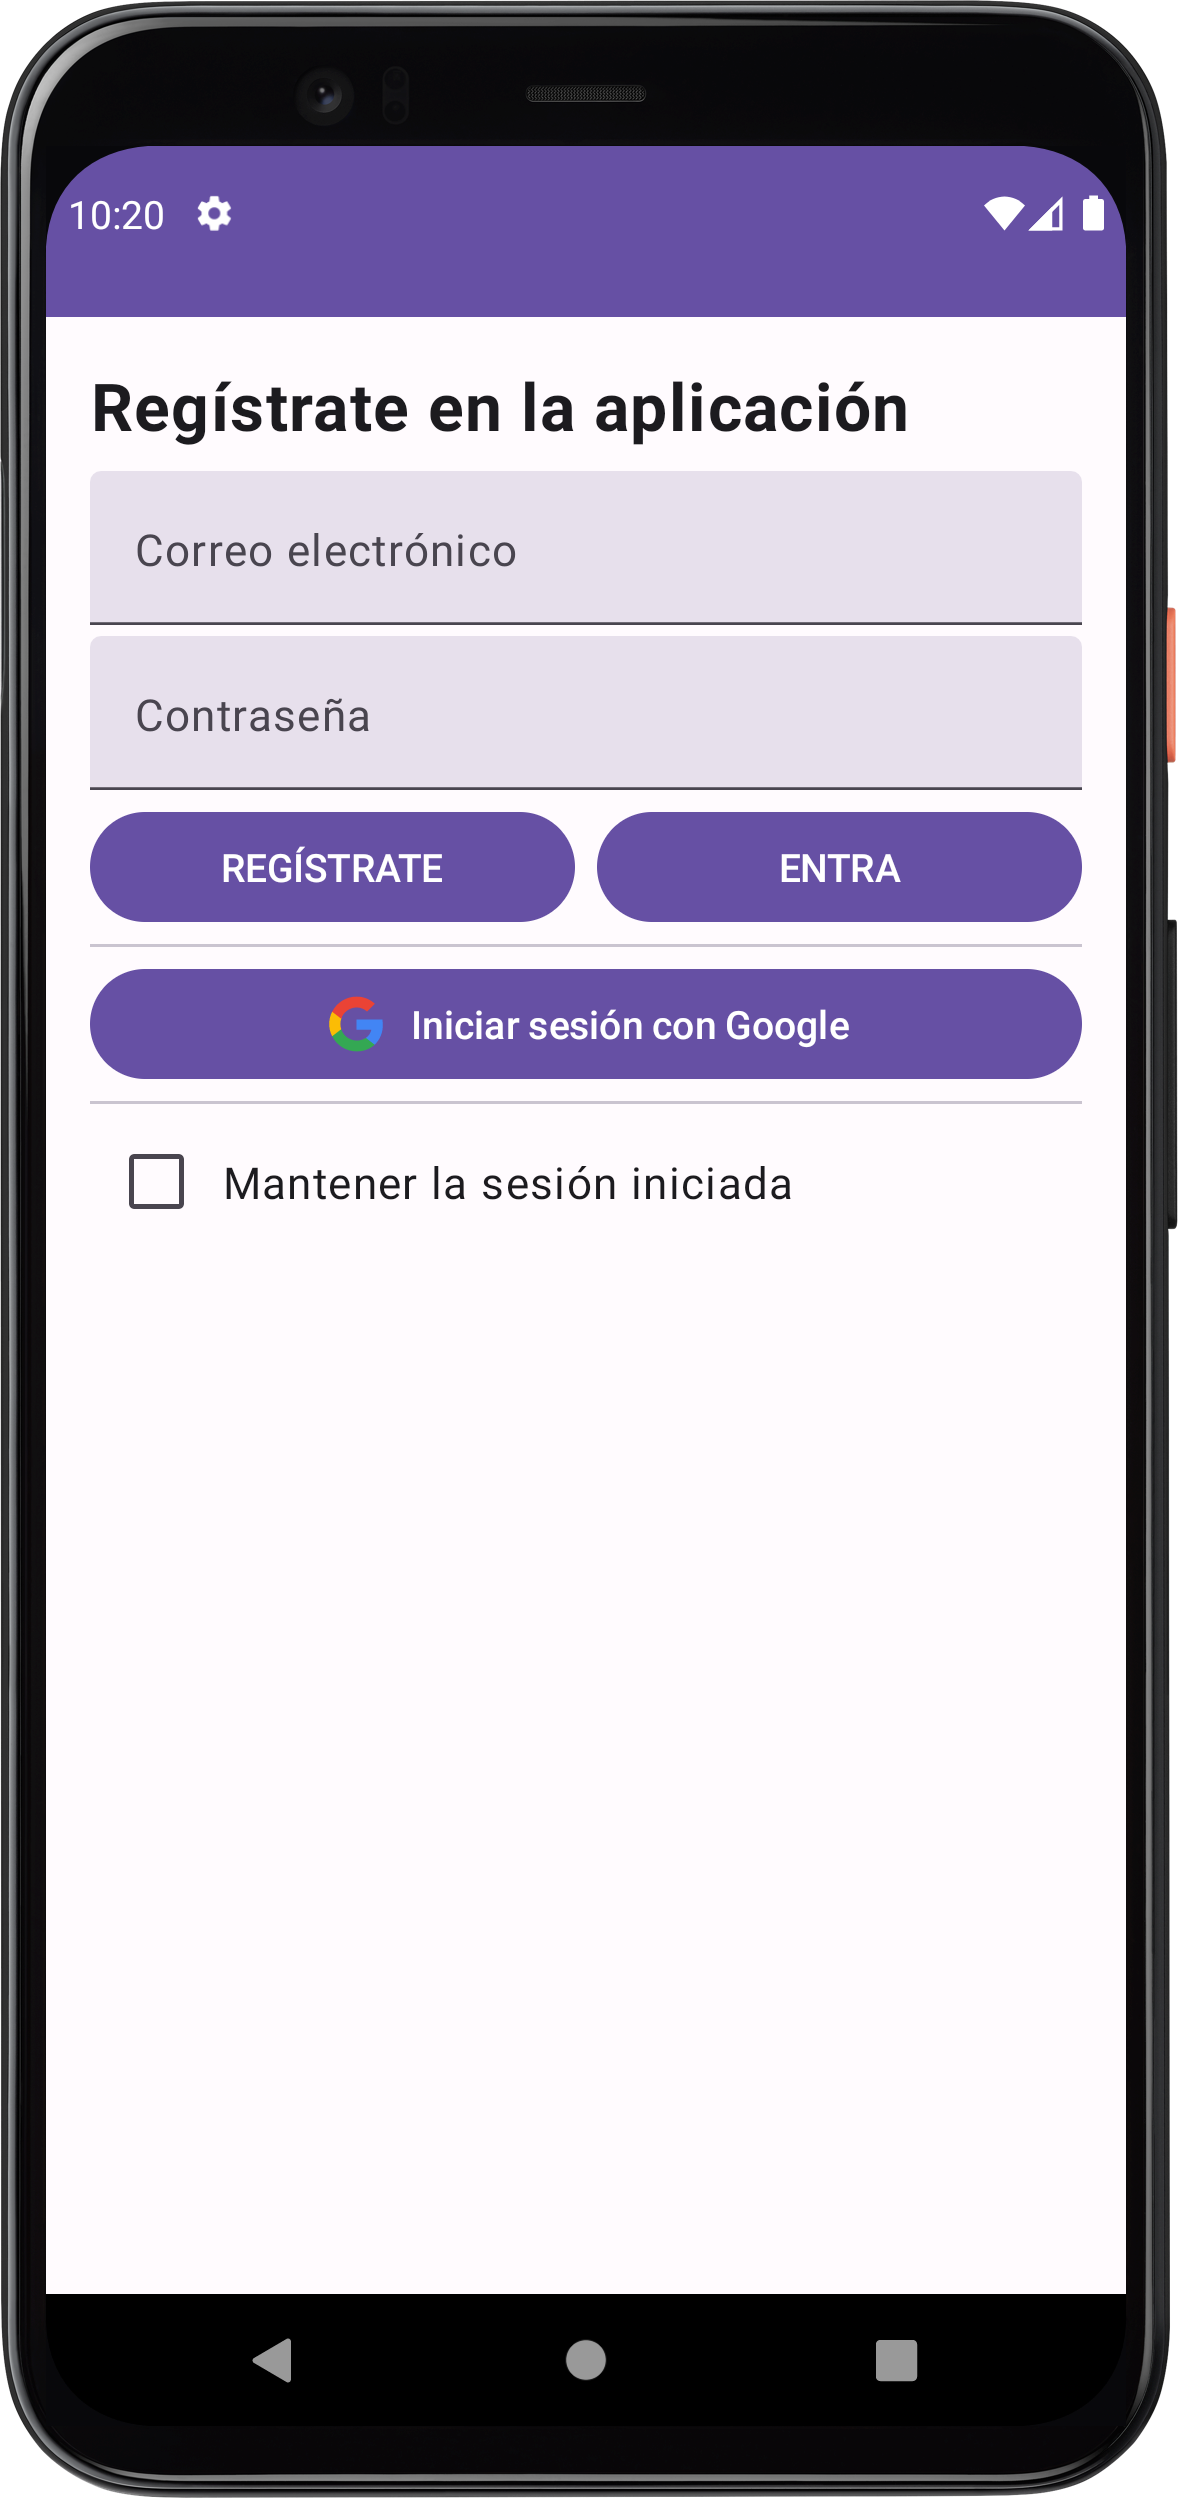 10:20
Regístrate en la aplicación
Correo electrónico
Contraseña
REGÍSTRATE
ENTRA
Iniciar sesión con Google
Mantener la sesión iniciada